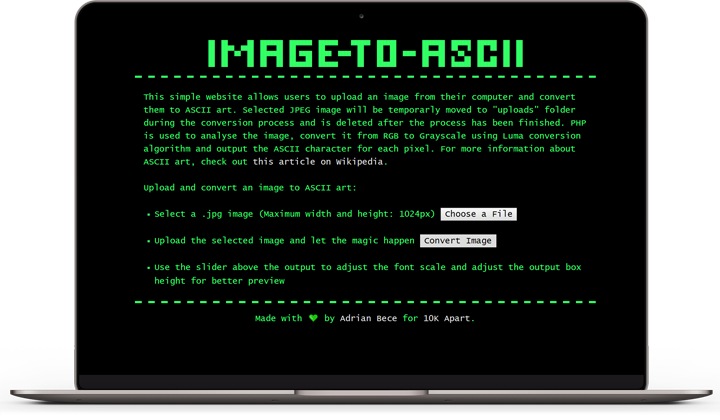 IMAGE-TO-ASCII
This simple website allows users to upload an image from their computer and convert
them to ASCII art. Selected JPEG image will be temporarly moved to "uploads" folder
during the conversion process and is deleted after the process has been finished. PHP
is used to analyse the image, convert it from RGB to Grayscale using Luma conversion
algorithm and output the ASCII character for each pixel. For more information about
ASCII art, check out this article on Wikipedia.
Upload and convert an image to ASCII art:
• Select a .jpg image (Maximum width and height: 1024px) Choose a File
• Upload the selected image and let the magic happen Convert Image
• Use the slider above the output to adjust the font scale and adjust the output box
height for better preview
Made with ♥ by Adrian Bece for 10K Apart.